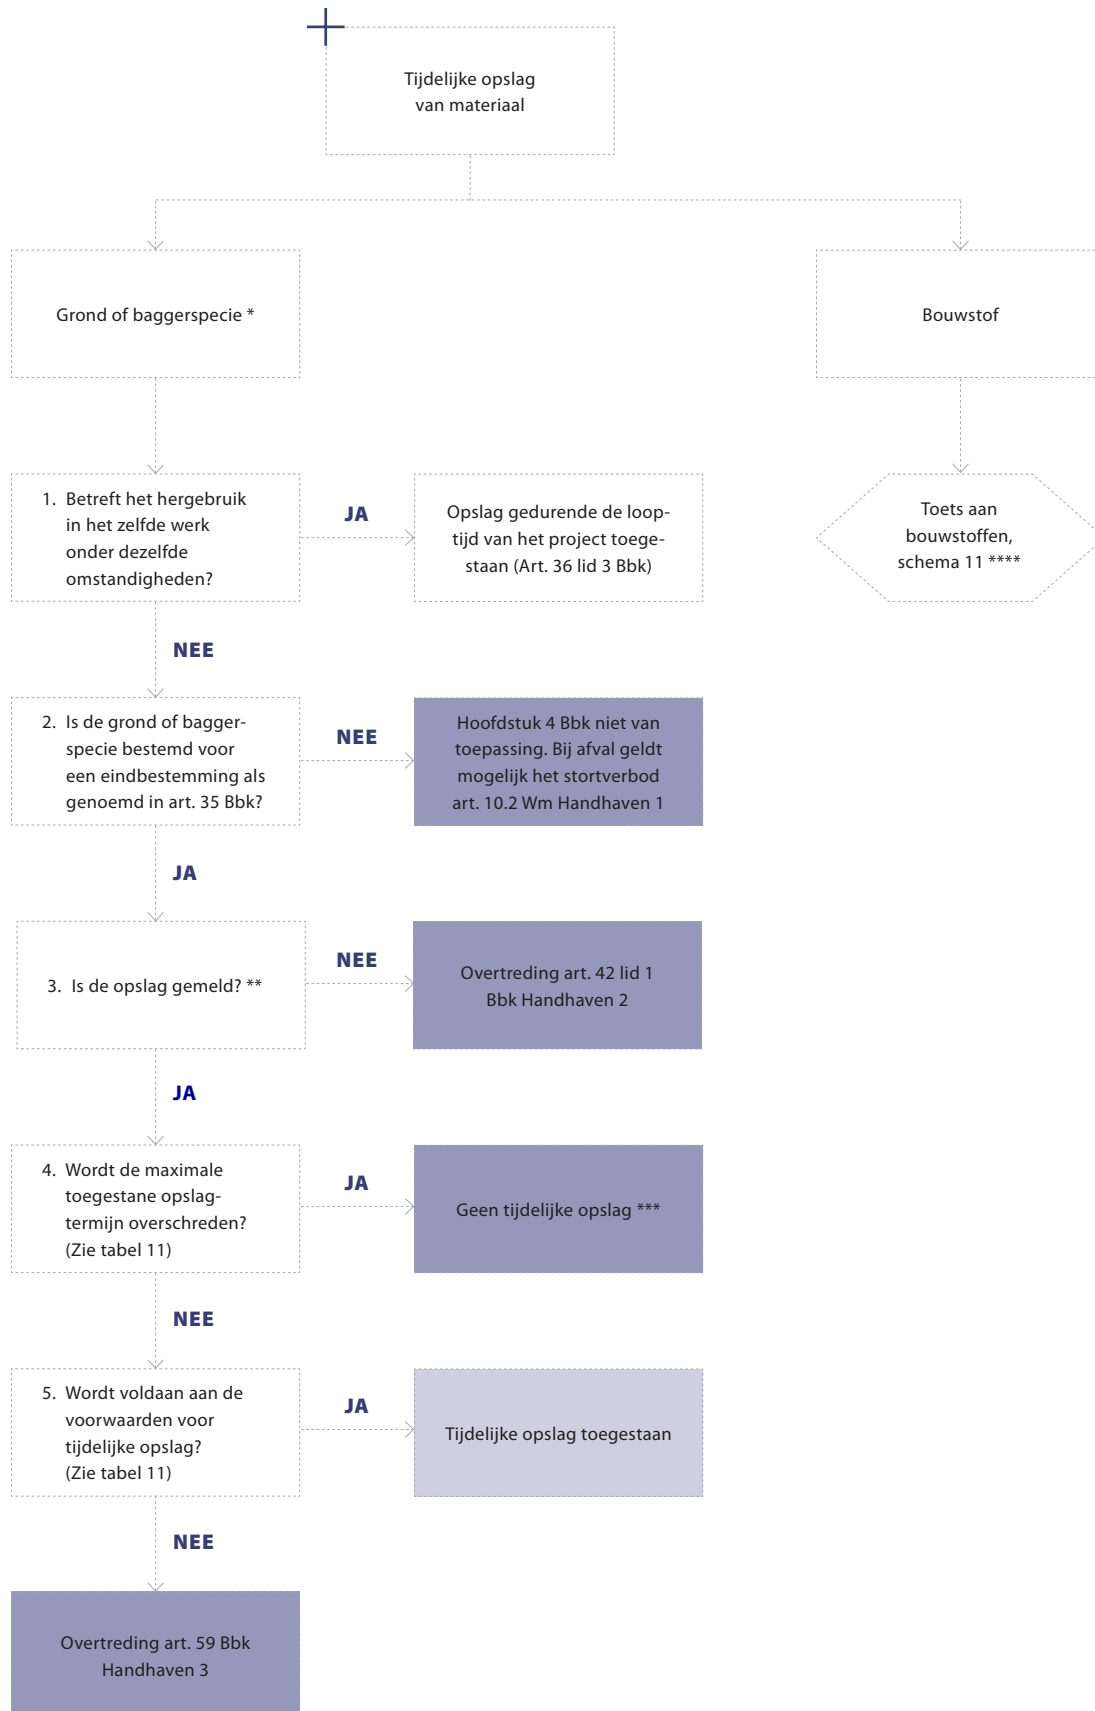 Tijdelijke opslag
van materiaal
Grond of baggerspecie *
Bouwstof
1. Betreft het hergebruik
in het zelfde werk
onder dezelfde
omstandigheden?
JA
Opslag gedurende de loop-
tijd van het project toege-
staan (Art. 36 lid 3 Bbk)
Toets aan
bouwstoffen,
schema 11 ****
NEE
2. Is de grond of bagger-
specie bestemd voor
een eindbestemming als
genoemd in art. 35 Bbk?
NEE
Hoofdstuk 4 Bbk niet van
toepassing. Bij afval geldt
mogelijk het stortverbod
art. 10.2 Wm Handhaven 1
JA
3. Is de opslag gemeld? **
NEE
Overtreding art. 42 lid 1
Bbk Handhaven 2
JA
4. Wordt de maximale
toegestane opslag-
termijn overschreden?
(Zie tabel 11)
JA
Geen tijdelijke opslag ***
NEE
5. Wordt voldaan aan de
voorwaarden voor
tijdelijke opslag?
(Zie tabel 11)
JA
Tijdelijke opslag toegestaan
NEE
Overtreding art. 59 Bbk
Handhaven 3